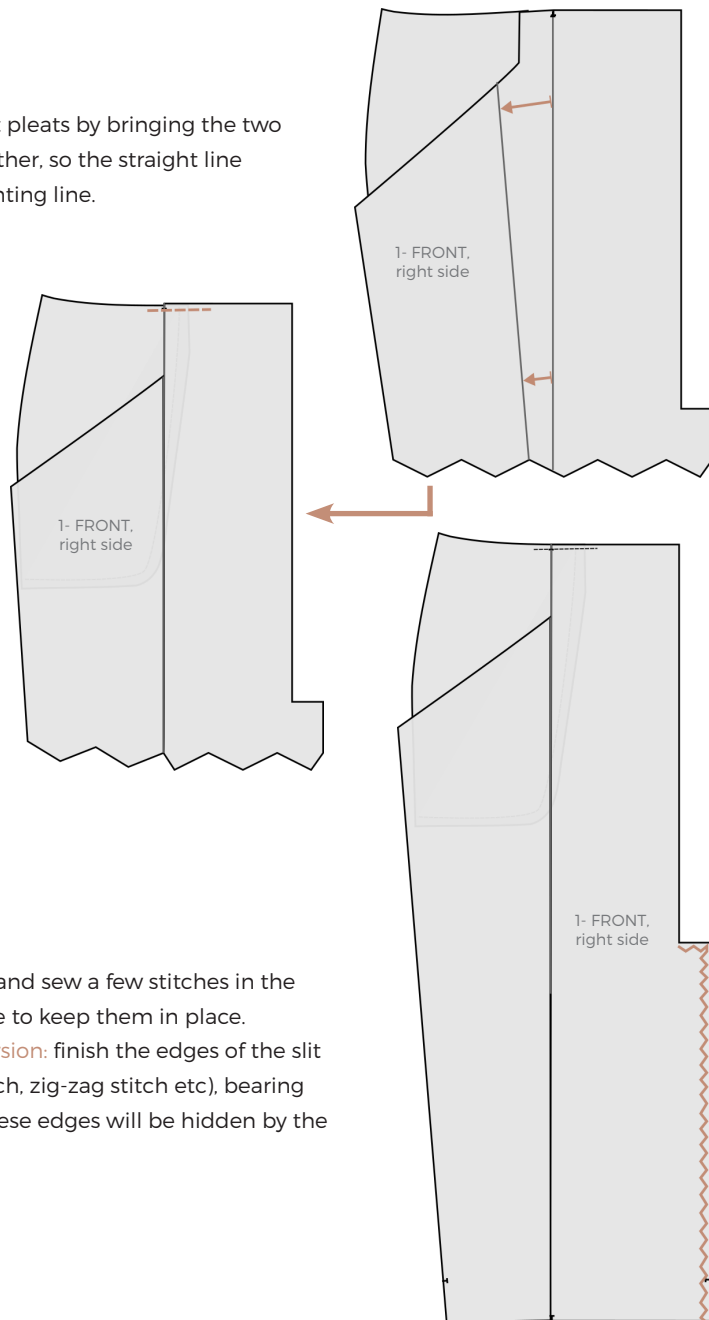 pleats by bringing the two
ther, so the straight line
nting line.
1- FRONT,
right side
1- FRONT,
right side
1- FRONT,
right side
and sew a few stitches in the
e to keep them in place.
rsion: finish the edges of the slit
ch, zig-zag stitch etc), bearing
ese edges will be hidden by the